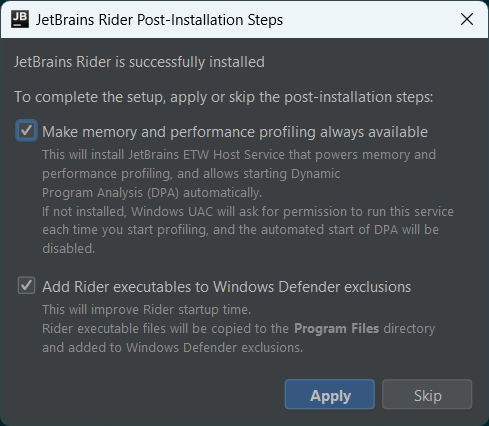 JB
JetBrains Rider Post-Installation Steps
JetBrains Rider is successfully installed
To complete the setup, apply or skip the post-installation steps:
Make memory and performance profiling always available
This will install JetBrains ETW Host Service that powers memory and
performance profiling, and allows starting Dynamic
Program Analysis (DPA) automatically.
If not installed, Windows UAC will ask for permission to run this service
each time you start profiling, and the automated start of DPA will be
disabled.
Add Rider executables to Windows Defender exclusions
This will improve Rider startup time.
Rider executable files will be copied to the Program Files directory
and added to Windows Defender exclusions.
Apply
Skip